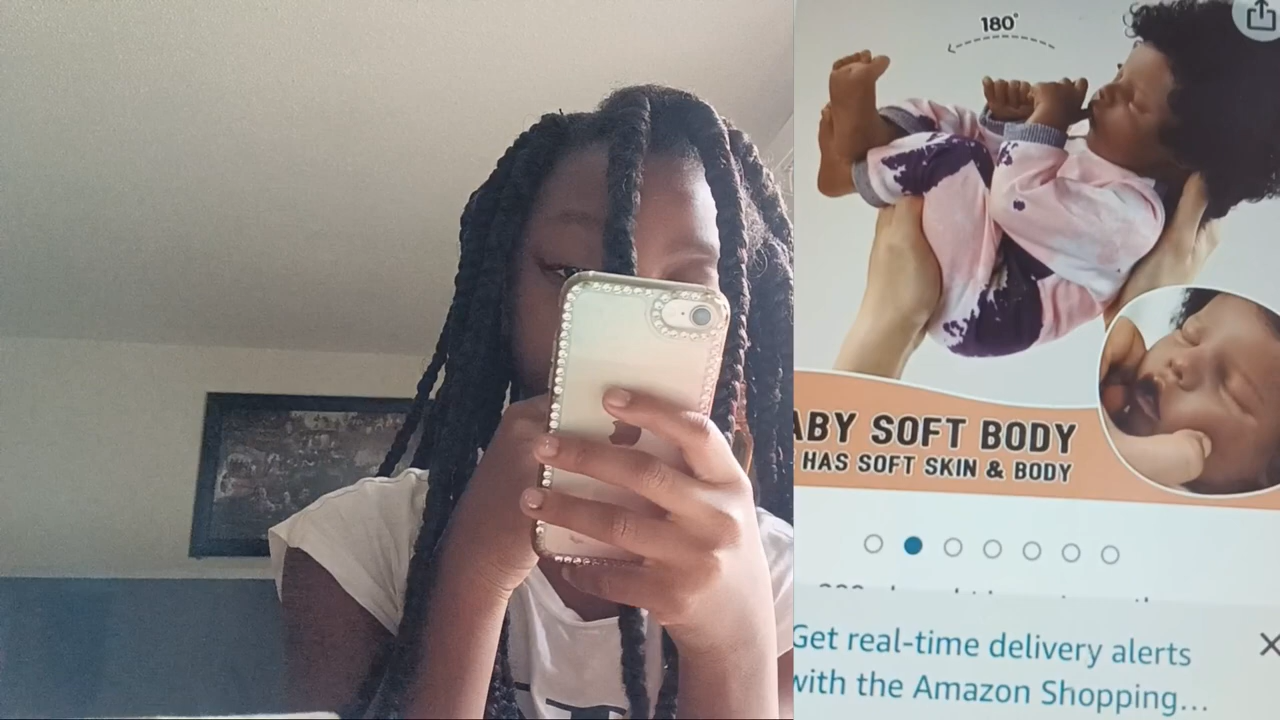 180°
ABY SOFT BODY
HAS SOFT SKIN & BODY
Get real-time delivery alerts
with the Amazon Shopping...